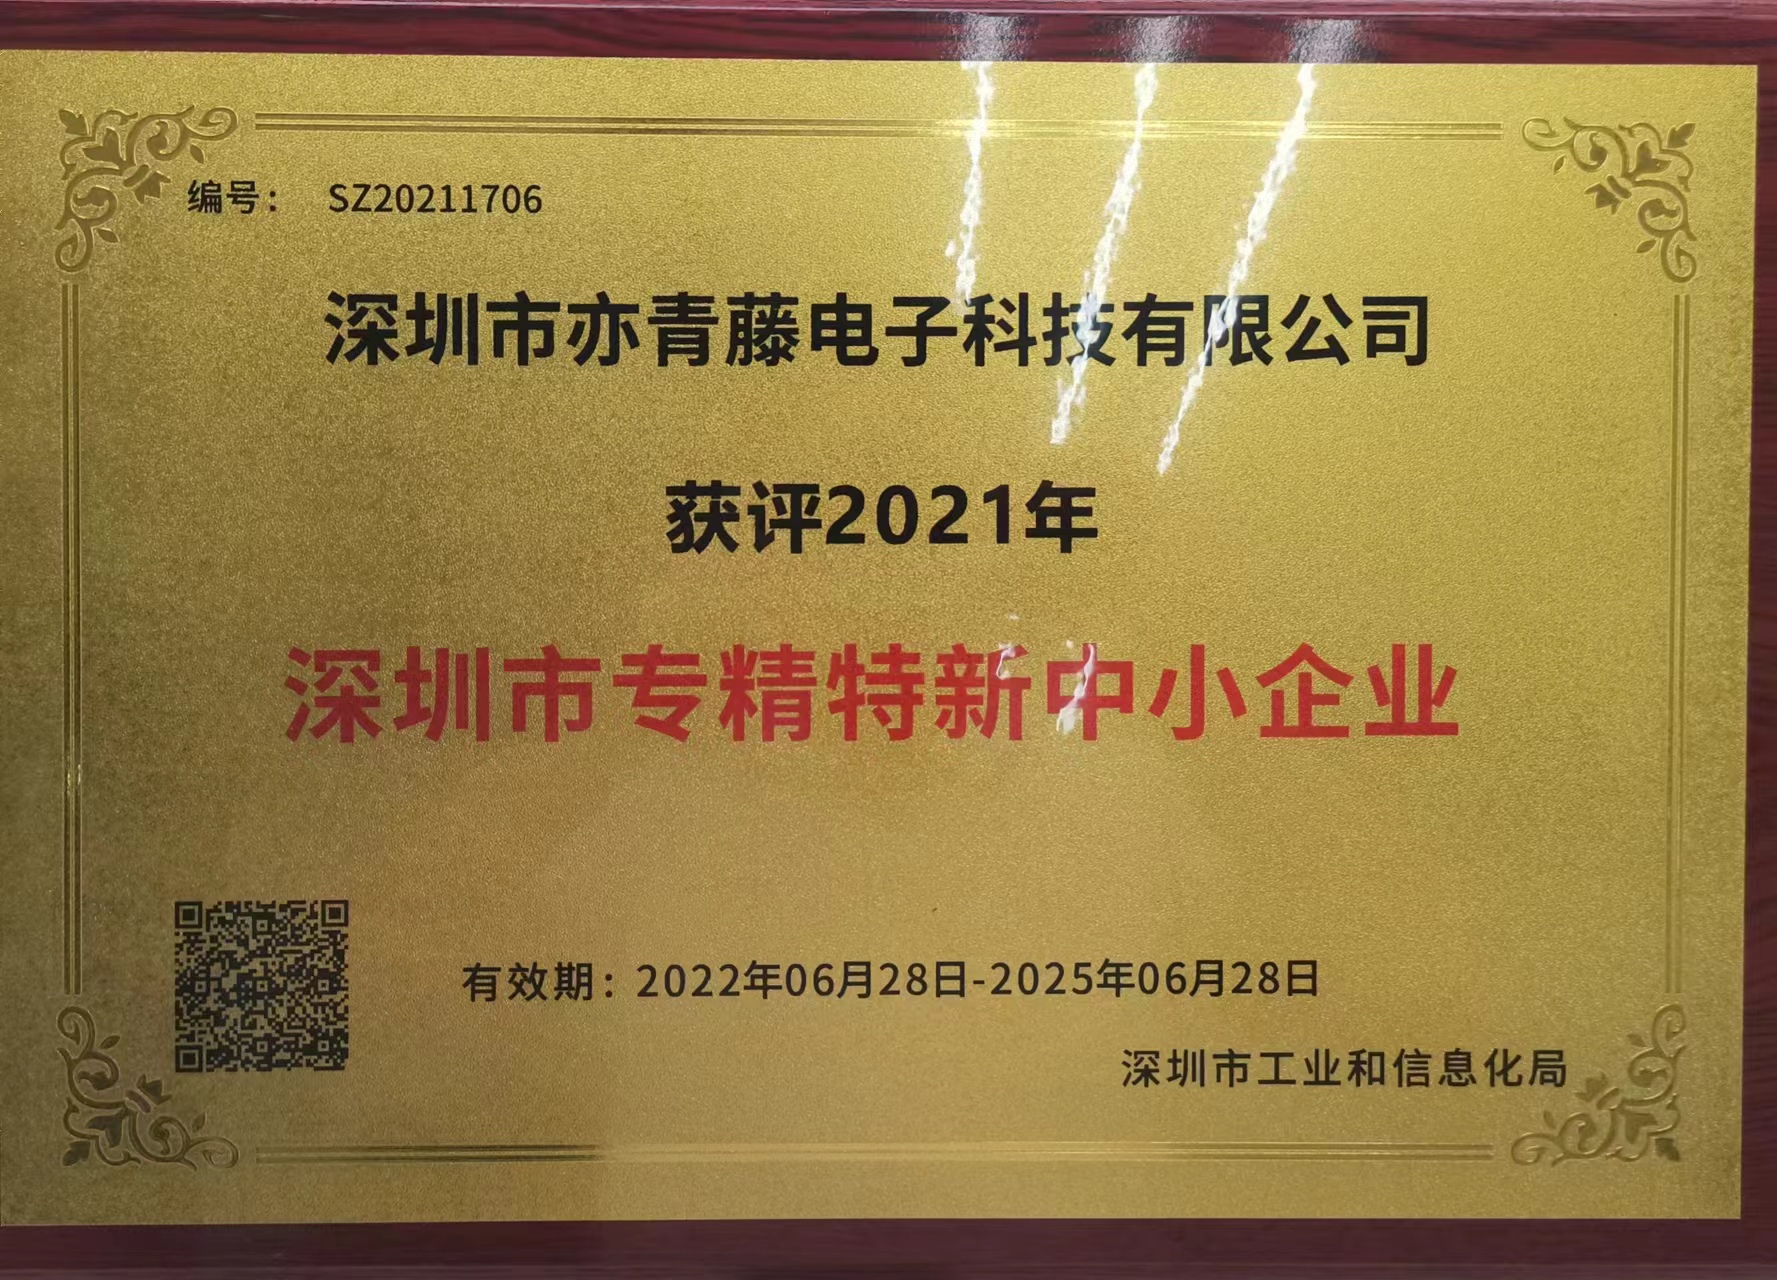 编号： SZ20211706
深圳市亦青藤电子科技有限公司
获评2021年
深圳市专精特新中小企业
有效期：2022年06月28日-2025年06月28日
深圳市工业和信息化局